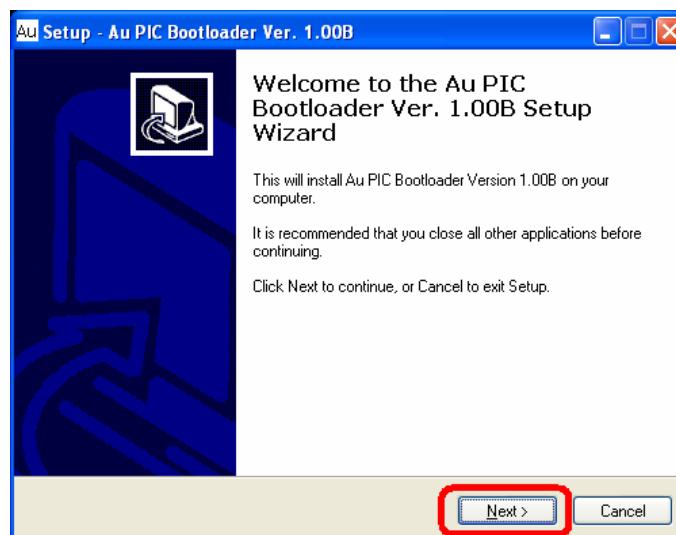 Au Setup - Au PIC Bootloader Ver. 1.00B
Welcome to the Au PIC
Bootloader Ver. 1.00B Setup
Wizard
This will install Au PIC Bootloader Version 1.00B on your
computer.
It is recommended that you close all other applications before
continuing.
Click Next to continue, or Cancel to exit Setup.
Next >
Cancel